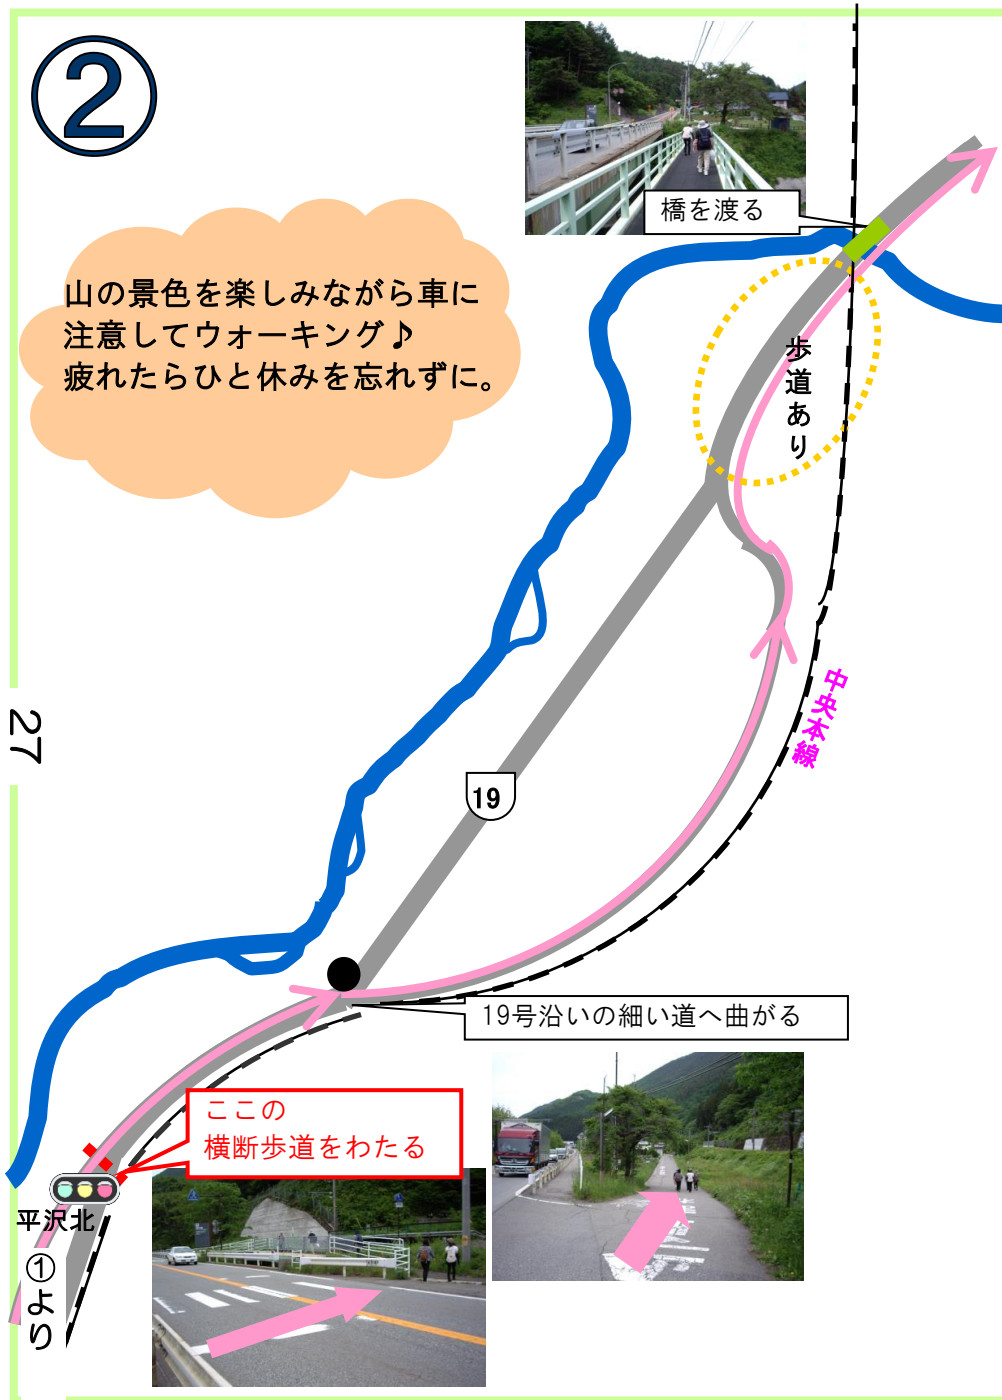 ②
橋を渡る
山の景色を楽しみながら車に
注意してウォーキング♪
疲れたらひと休みを忘れずに。
歩道あり
中央本線
27
19
19号沿いの細い道へ曲がる
ここの
横断歩道をわたる
平沢北
①より